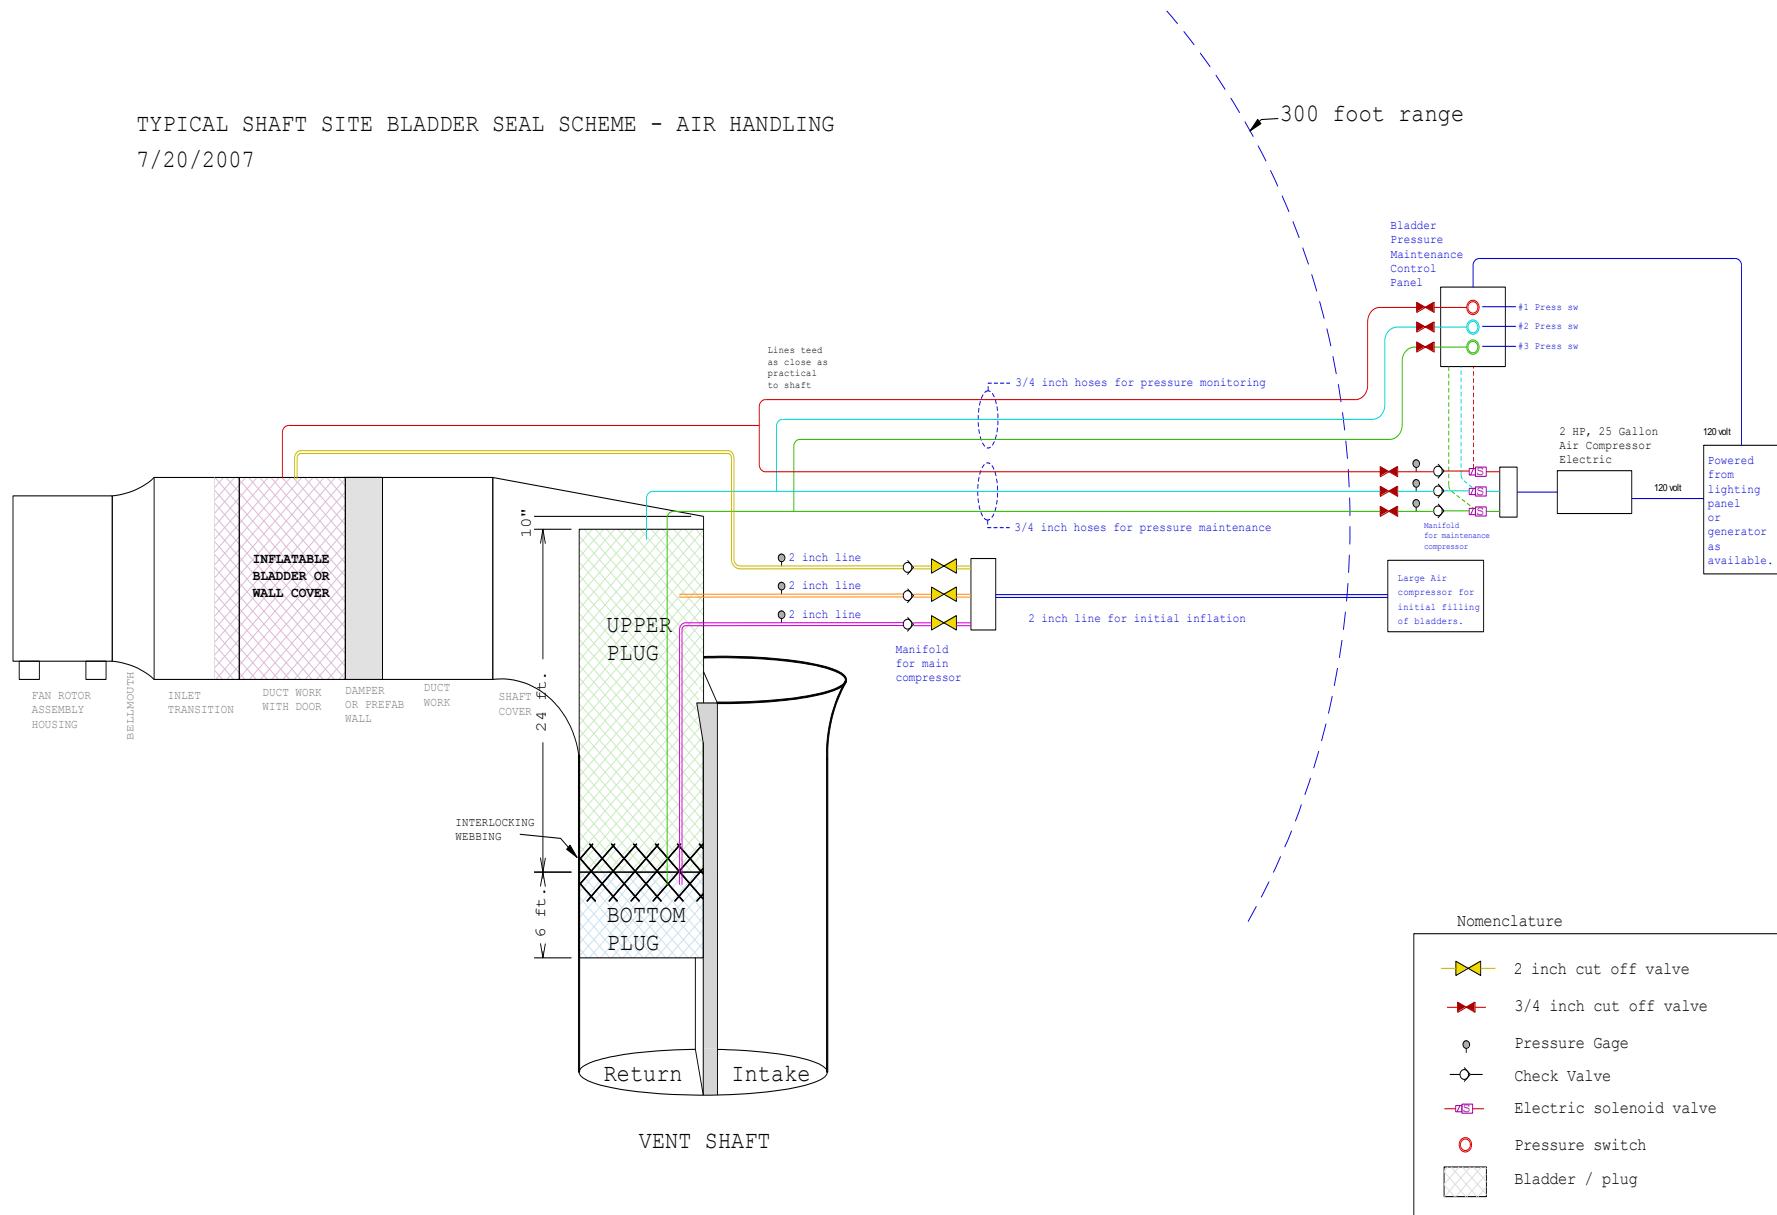 TYPICAL SHAFT SITE BLADDER SEAL SCHEME - AIR HANDLING
7/20/2007
300 foot range
Bladder
Pressure
Maintenance
Control
Panel
#1 Press sw
#2 Press sw
#3 Press sw
Lines teed
as close as
practical
to shaft
3/4 inch hoses for pressure monitoring
3/4 inch hoses for pressure maintenance
2 HP, 25 Gallon
Air Compressor
Electric
120 volt
120 volt
Powered
from
lighting
panel
or
generator
as
available.
S
S
S
Manifold
for maintenance
compressor
10"
INFLATABLE
BLADDER OR
WALL COVER
2 inch line
2 inch line
2 inch line
Large Air
compressor for
initial filling
of bladders.
2 inch line for initial inflation
Manifold
for main
compressor
UPPER
PLUG
24 ft.
FAN ROTOR
ASSEMBLY
HOUSING
BELLMOUTH
INLET
TRANSITION
DUCT WORK
WITH DOOR
DAMPER
OR PREFAB
WALL
DUCT
WORK
SHAFT
COVER
INTERLOCKING
WEBBING
6 ft.
BOTTOM
PLUG
Return
Intake
VENT SHAFT
Nomenclature
2 inch cut off valve
3/4 inch cut off valve
Pressure Gage
Check Valve
S
Electric solenoid valve
Pressure switch
Bladder / plug